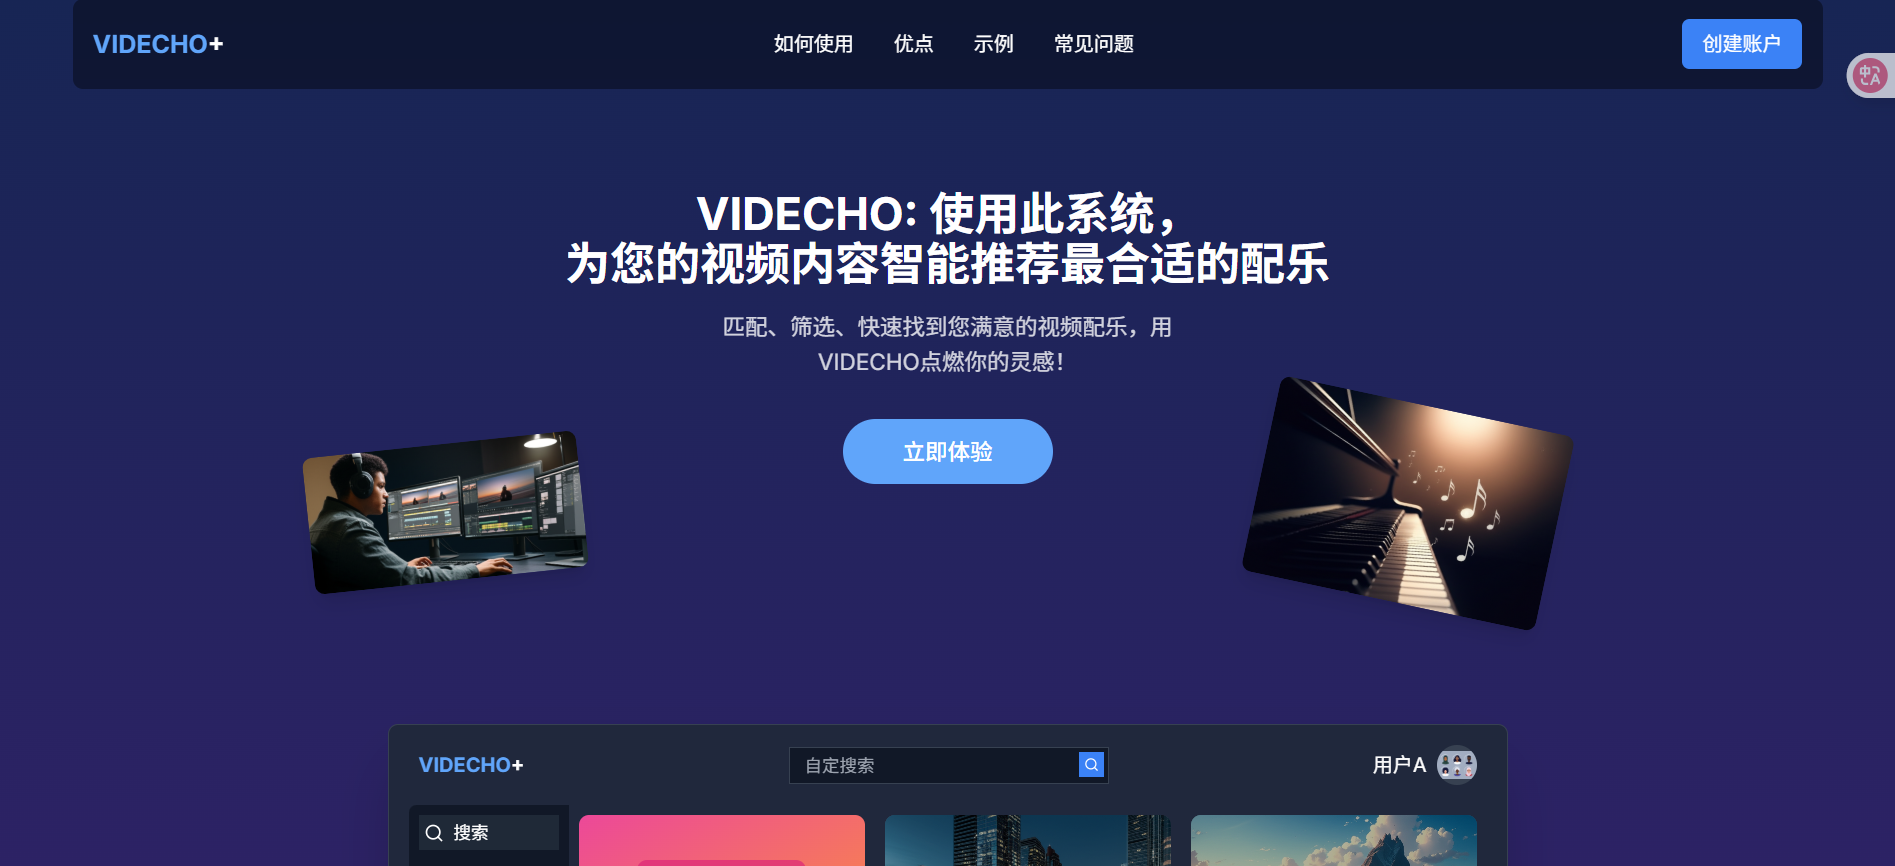 VIDECHO+
如何使用
优点
示例
常见问题
创建账户
VIDECHO: 使用此系统，
为您的视频内容智能推荐最合适的配乐
匹配、筛选、快速找到您满意的视频配乐，用
VIDECHO点燃你的灵感！
立即体验
VIDECHO+
自定搜索
用户A
搜索